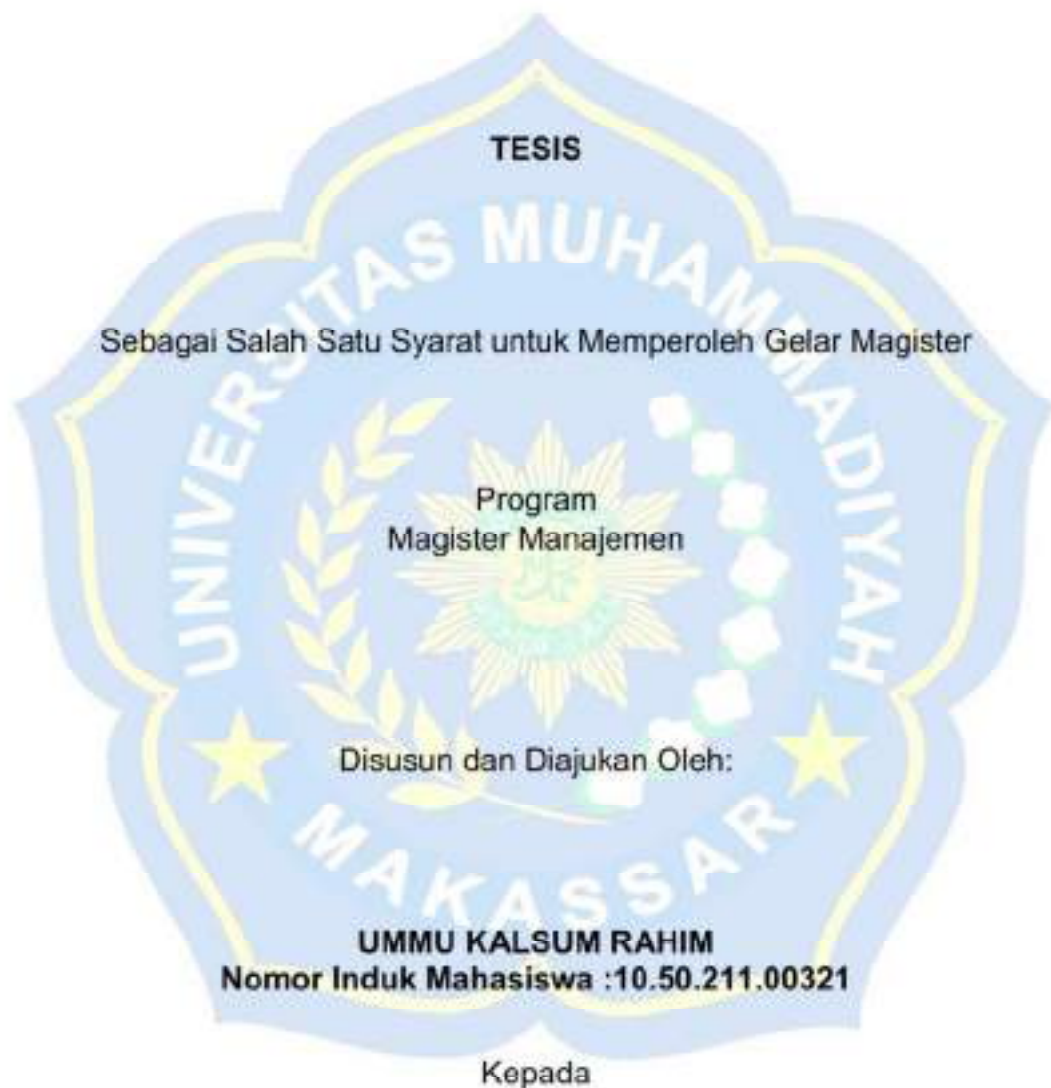 TESIS
UNIVERSITAS MUHAMMADIYAH
Sebagai Salah Satu Syarat untuk Memperoleh Gelar Magister
Program
Magister Manajemen
Disusun dan Diajukan Oleh:
MAKASSAR
UMMU KALSUM RAHIM
Nomor Induk Mahasiswa :10.50.211.00321
Kepada